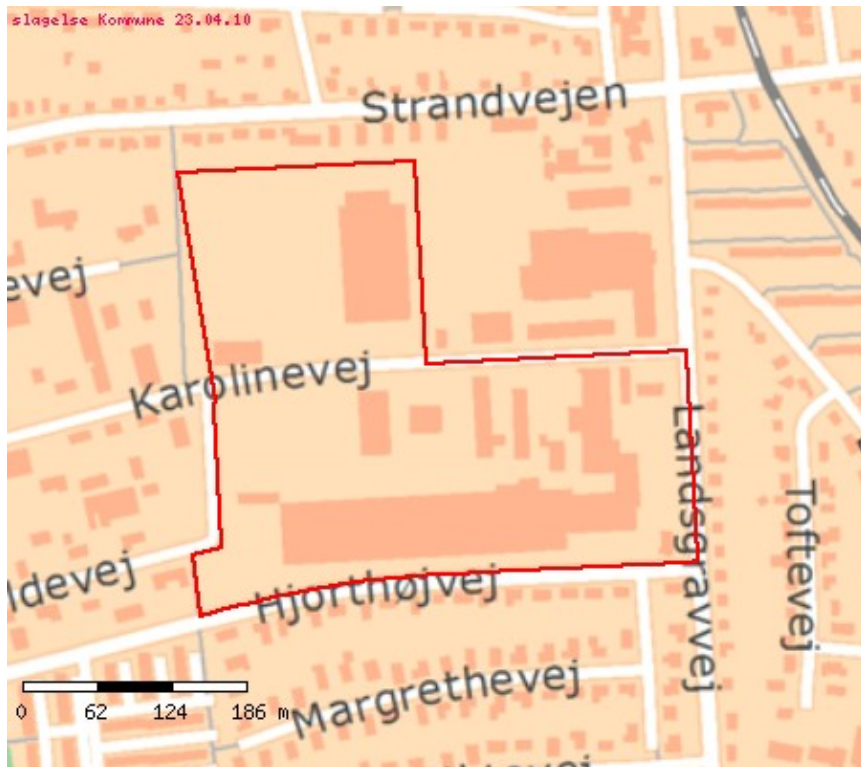 slagelse Kommune 23.04.10
Strandvejen
evej
Karolinevej
Landsgravvej
Toftevej
ldevej
Hjorthøjvej
Margrethevej
0 62 124 186 m